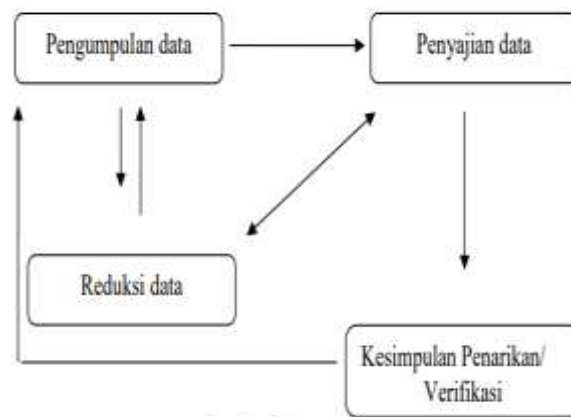 Pengumpulan data
Penyajian data
Reduksi data
Kesimpulan Penarikan/
Verifikasi